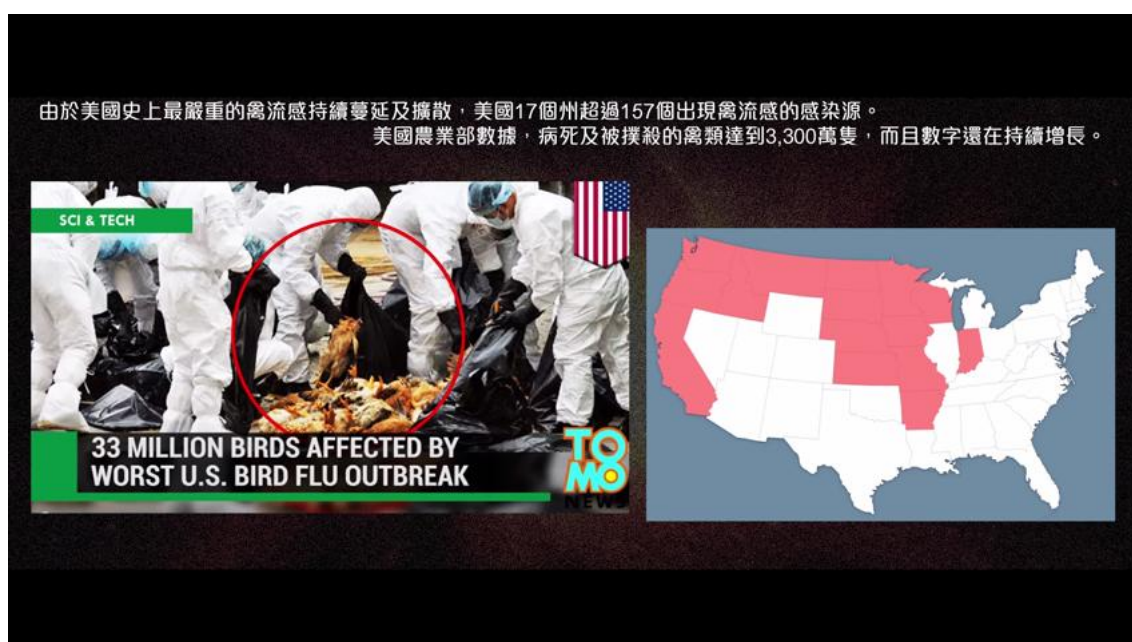 由於美國史上最嚴重的禽流感持續蔓延及擴散，美國17個州超過157個出現禽流感的感染源。
美國農業部數據，病死及被撲殺的禽類達到3,300萬隻，而且數字還在持續增長。
SCI & TECH
33 MILLION BIRDS AFFECTED BY
WORST U.S. BIRD FLU OUTBREAK
TO
MO
NEWS